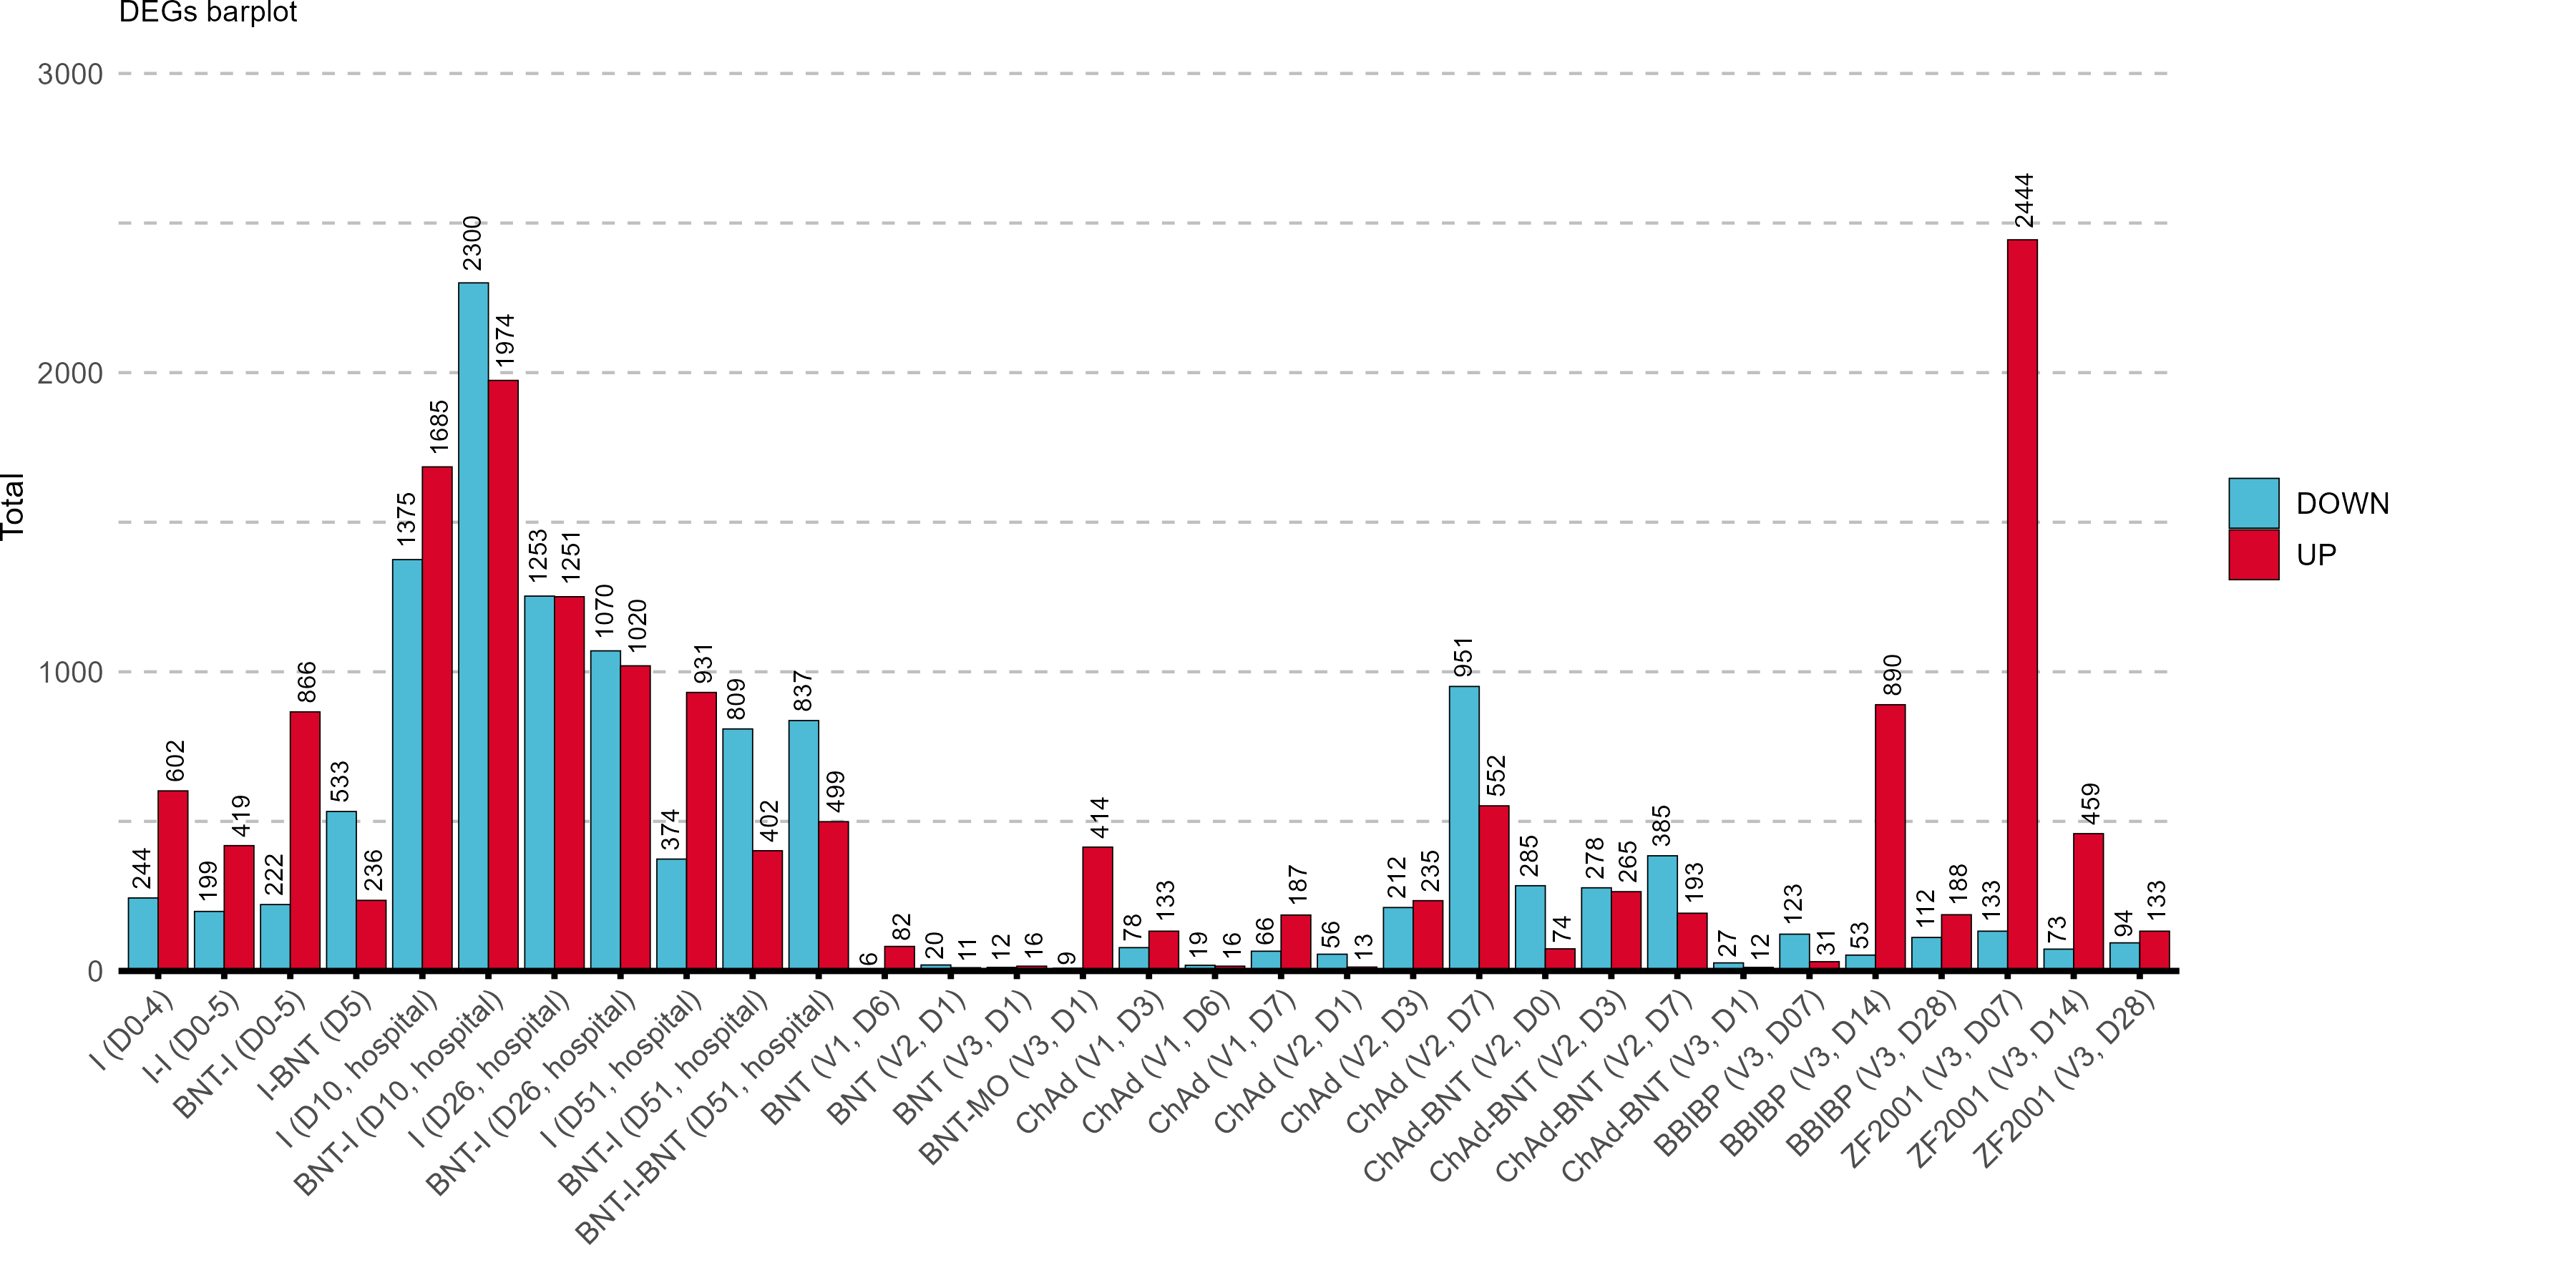 DEGs barplot
3000
2000
1000
0
Total
244 602
199 419
222 866
533 236
1375 1685
2300 1974
1253 1251
1070 1020
374 931
809 402
837 499
6 82
20 11
12 16
9 414
78 133
19 16
66 187
56 13
212 235
951 552
285 74
278 265
385 193
27 12
123 31
53 890
112 188
133 2444
73 459
94 133
I (D0-4)
I-I (D0-5)
BNT-I (D0-5)
I-BNT (D5)
I (D10, hospital)
BNT-I (D10, hospital)
I (D26, hospital)
BNT-I (D26, hospital)
I (D51, hospital)
BNT-I (D51, hospital)
BNT-I-BNT (D51, hospital)
BNT (V1, D6)
BNT (V2, D1)
BNT (V3, D1)
BNT-MO (V3, D1)
ChAd (V1, D3)
ChAd (V1, D6)
ChAd (V1, D7)
ChAd (V2, D1)
ChAd (V2, D3)
ChAd (V2, D7)
ChAd-BNT (V2, D0)
ChAd-BNT (V2, D3)
ChAd-BNT (V2, D7)
ChAd-BNT (V3, D1)
BBIBP (V3, D07)
BBIBP (V3, D14)
BBIBP (V3, D28)
ZF2001 (V3, D07)
ZF2001 (V3, D14)
ZF2001 (V3, D28)
DOWN
UP